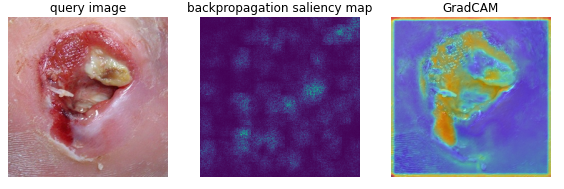 query image
backpropagation saliency map
GradCAM